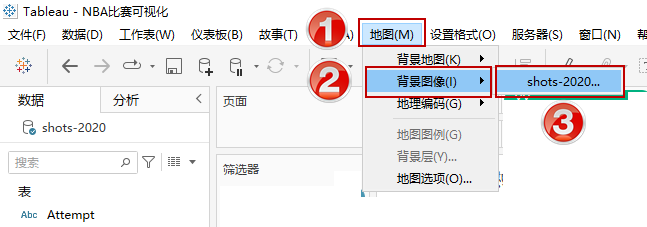 Tableau - NBA比赛可视化
文件(F) 数据(D) 工作表(W) 仪表板(B) 故事(T) A) 地图(M) 设置格式(O) 服务器(S) 窗口(N)
1
背景地图(K)
2
背景图像(I) shots-2020...
3
数据 分析 页面 地理编码(G)
shots-2020
地图图例(G)
搜索 背景层(Y)...
筛选器 地图选项(O)...
表
Abc Attempt